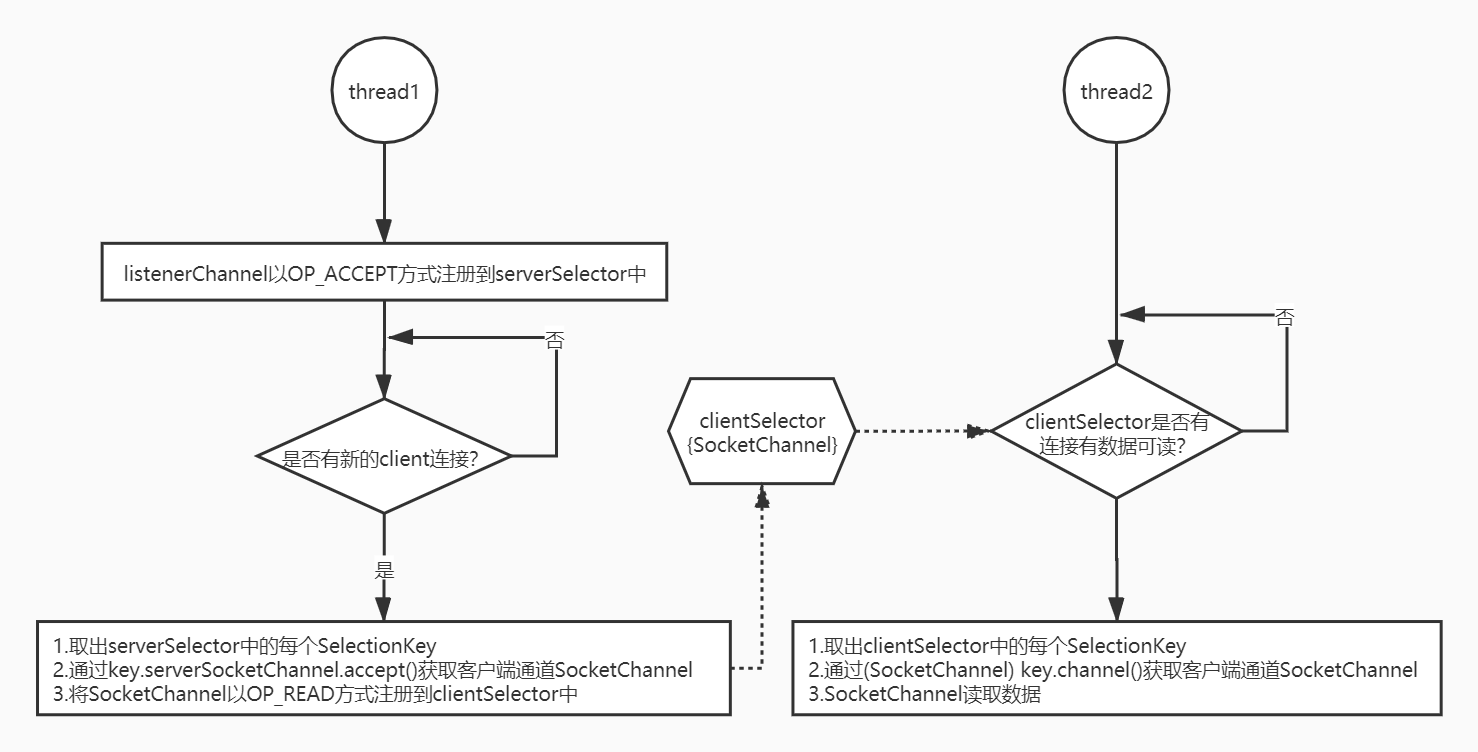 thread1
listenerChannel以OP_ACCEPT方式注册到serverSelector中
否
是否有新的client连接?
是
1.取出serverSelector中的每个SelectionKey
2.通过key.serverSocketChannel.accept()获取客户端通道SocketChannel
3.将SocketChannel以OP_READ方式注册到clientSelector中
clientSelector
{SocketChannel}
thread2
否
clientSelector是否有
连接有数据可读?
1.取出clientSelector中的每个SelectionKey
2.通过(SocketChannel) key.channel()获取客户端通道SocketChannel
3.SocketChannel读取数据